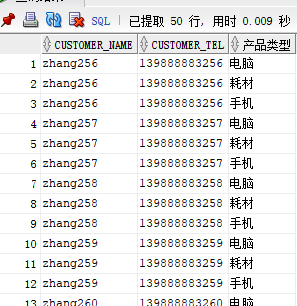 SQL | 已提取 50 行, 用时 0.009 秒
CUSTOMER_NAME CUSTOMER_TEL 产品类型
1 zhang256 139888883256 电脑
2 zhang256 139888883256 耗材
3 zhang256 139888883256 手机
4 zhang257 139888883257 电脑
5 zhang257 139888883257 耗材
6 zhang257 139888883257 手机
7 zhang258 139888883258 电脑
8 zhang258 139888883258 耗材
9 zhang258 139888883258 手机
10 zhang259 139888883259 电脑
11 zhang259 139888883259 耗材
12 zhang259 139888883259 手机
13 zhang260 139888883260 电脑